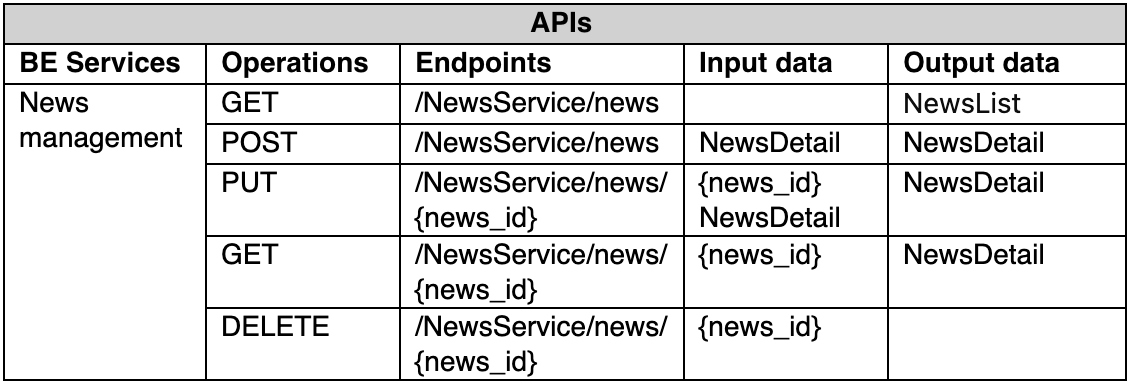 APIs
BE Services Operations Endpoints Input data Output data
News management GET /NewsService/news NewsList
POST /NewsService/news NewsDetail NewsDetail
PUT /NewsService/news/ {news_id} NewsDetail
{news_id} NewsDetail
GET /NewsService/news/ {news_id} NewsDetail
{news_id}
DELETE /NewsService/news/ {news_id}
{news_id}